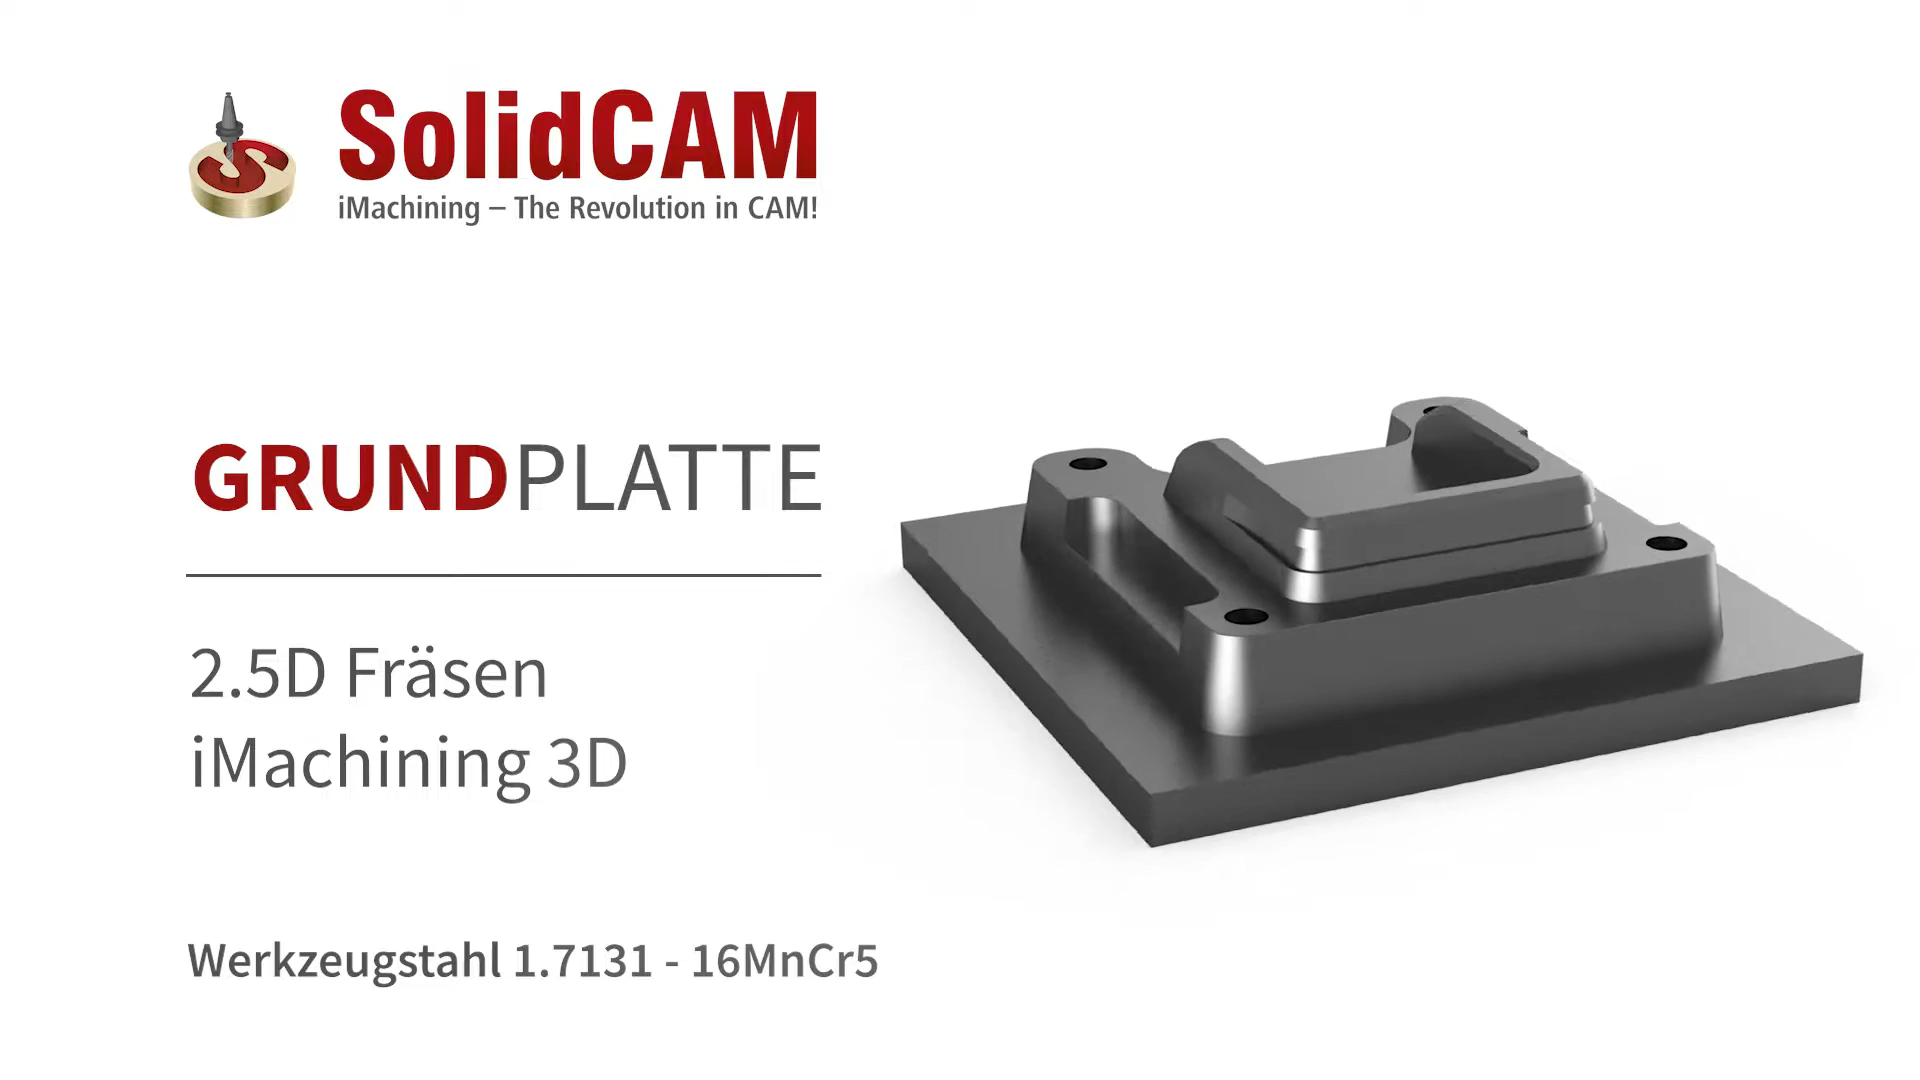 SolidCAM
iMachining – The Revolution in CAM!
GRUNDPLATTE
2.5D Fräsen
iMachining 3D
Werkzeugstahl 1.7131 - 16MnCr5